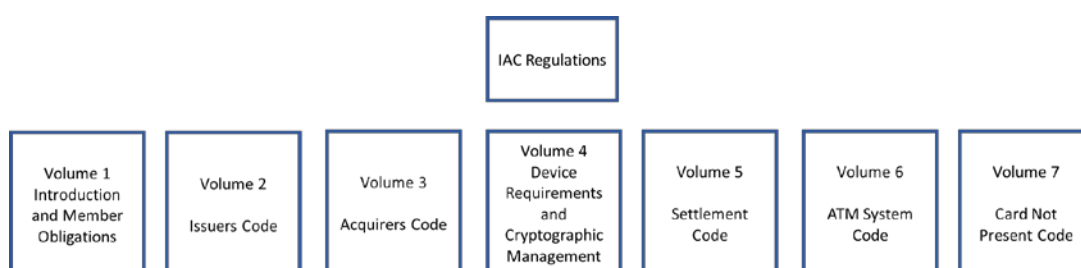 IAC Regulations
Volume 1
Introduction
and Member
Obligations
Volume 2
Issuers Code
Volume 3
Acquirers Code
Volume 4
Device
Requirements
and
Cryptographic
Management
Volume 5
Settlement
Code
Volume 6
ATM System
Code
Volume 7
Card Not
Present Code